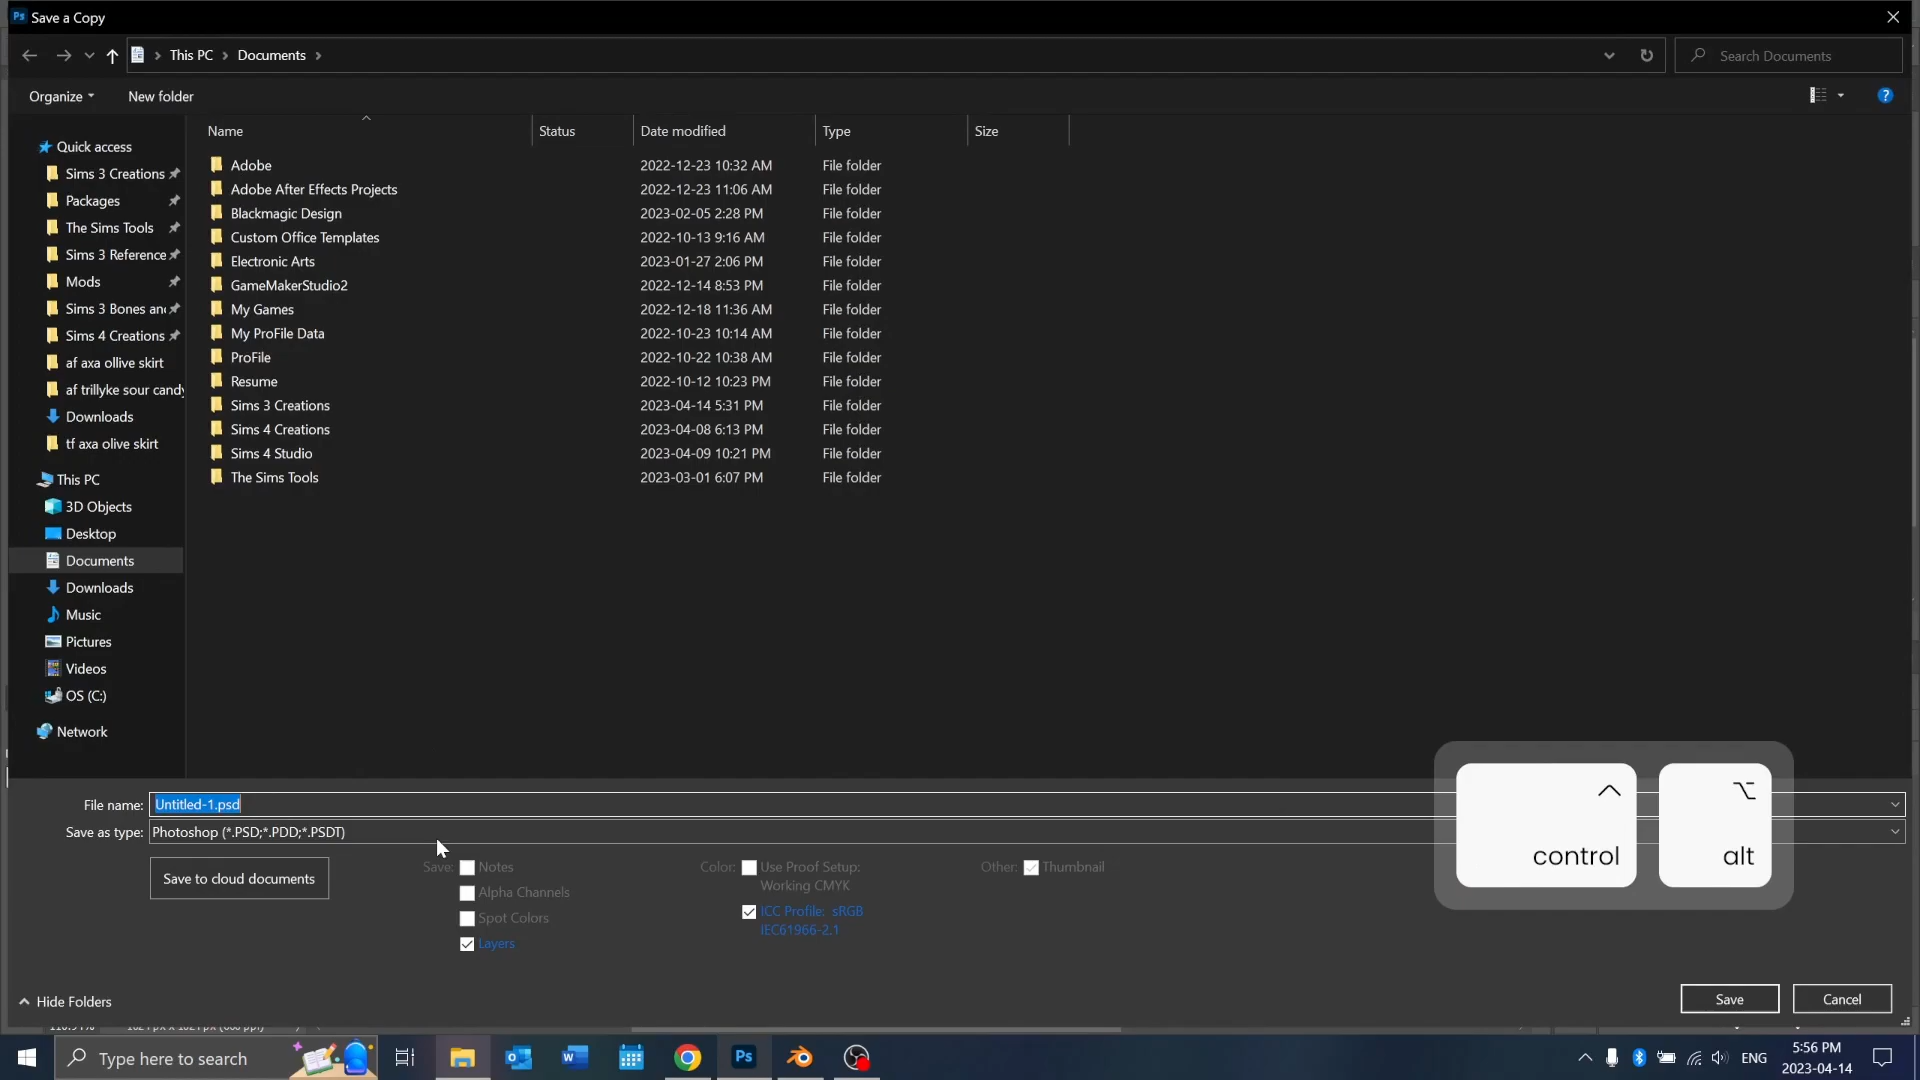 Ps Save a Copy
This PC Documents
Search Documents
Organize New folder
?
Name Status Date modified Type Size
Quick access
Sims 3 Creations
Packages
The Sims Tools
Sims 3 Reference
Mods
Sims 3 Bones an
Sims 4 Creations
af axa ollive skirt
af trillyke sour candy
Downloads
tf axa olive skirt
This PC
3D Objects
Desktop
Documents
Downloads
Music
Pictures
Videos
OS (C:)
Network
Adobe 2022-12-23 10:32 AM File folder
Adobe After Effects Projects 2022-12-23 11:06 AM File folder
Blackmagic Design 2023-02-05 2:28 PM File folder
Custom Office Templates 2022-10-13 9:16 AM File folder
Electronic Arts 2023-01-27 2:06 PM File folder
GameMakerStudio2 2022-12-14 8:53 PM File folder
My Games 2022-12-18 11:36 AM File folder
My ProFile Data 2022-10-23 10:14 AM File folder
ProFile 2022-10-22 10:38 AM File folder
Resume 2022-10-12 10:23 PM File folder
Sims 3 Creations 2023-04-14 5:31 PM File folder
Sims 4 Creations 2023-04-08 6:13 PM File folder
Sims 4 Studio 2023-04-09 10:21 PM File folder
The Sims Tools 2023-03-01 6:07 PM File folder
File name: Untitled-1.psd
Save as type: Photoshop (*.PSD;*.PDD;*.PSDT)
Save to cloud documents
Save: Notes
Alpha Channels
Spot Colors
Layers
Color: Use Proof Setup:
Working CMYK
ICC Profile: sRGB
IEC61966-2.1
Other: Thumbnail
control
alt
Hide Folders
Save Cancel
Type here to search
Ps
ENG
5:56 PM
2023-04-14